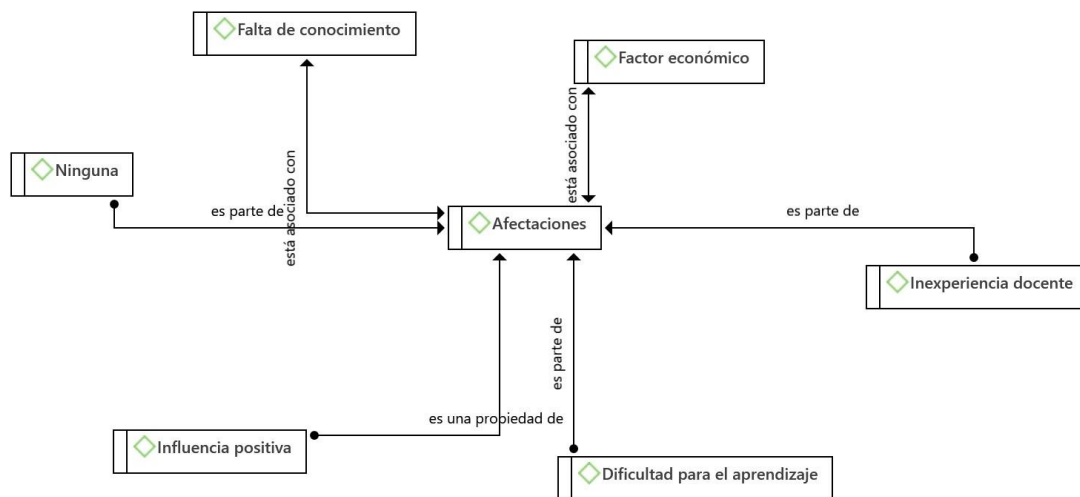 Falta de conocimiento
Factor económico
está asociado con
Ninguna
es parte de
está asociado con
Afectaciones
es parte de
Inexperiencia docente
es parte de
es una propiedad de
Influencia positiva
Dificultad para el aprendizaje